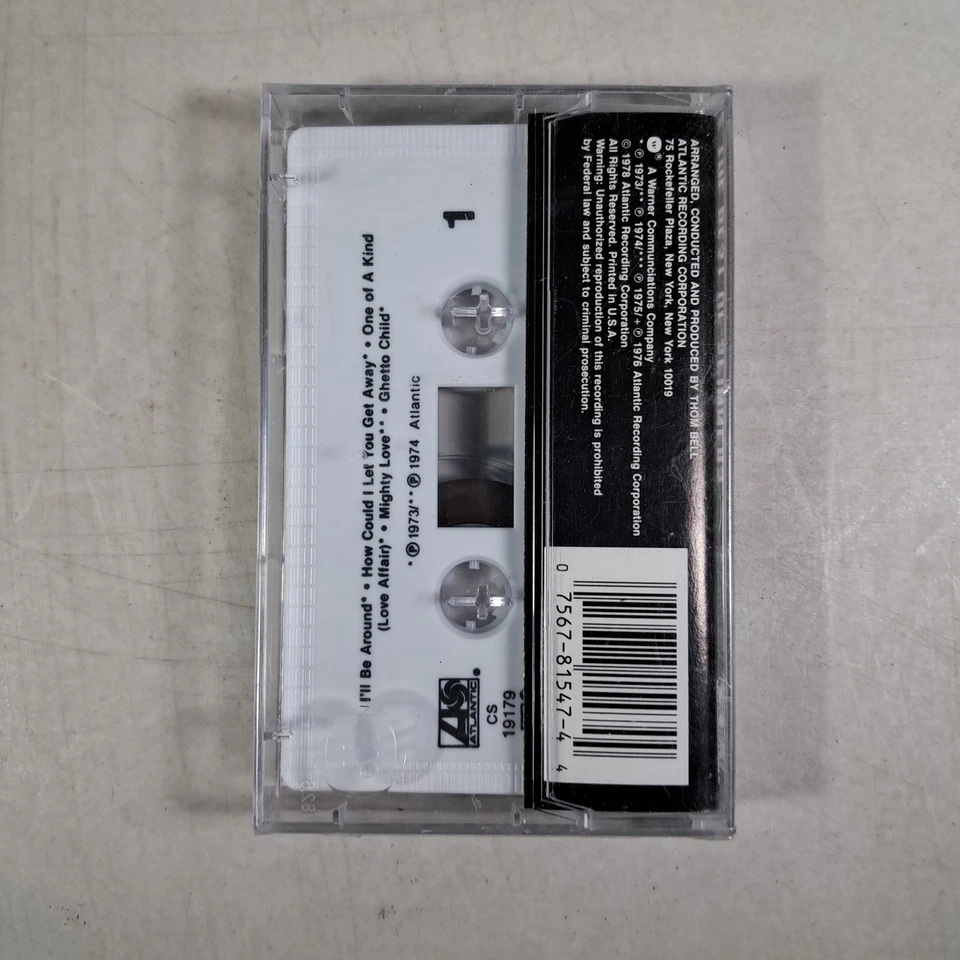 1
I'll Be Around* • How Could I Let You Get Away* • One of A Kind
(Love Affair)* • Mighty Love** • Ghetto Child*
*℗1973/**℗1974 Atlantic
ATLANTIC
CS
19179
ARRANGED, CONDUCTED AND PRODUCED BY THOM BELL
ATLANTIC RECORDING CORPORATION
75 Rockefeller Plaza, New York, New York 10019
A Warner Communciations Company
* ℗ 1973/** ℗ 1974/*** ℗ 1975/+ ℗ 1976 Atlantic Recording Corporation
© 1978 Atlantic Recording Corporation
All Rights Reserved. Printed in U.S.A.
Warning: Unauthorized reproduction of this recording is prohibited
by Federal law and subject to criminal prosecution.
0 7567-81547-4 4